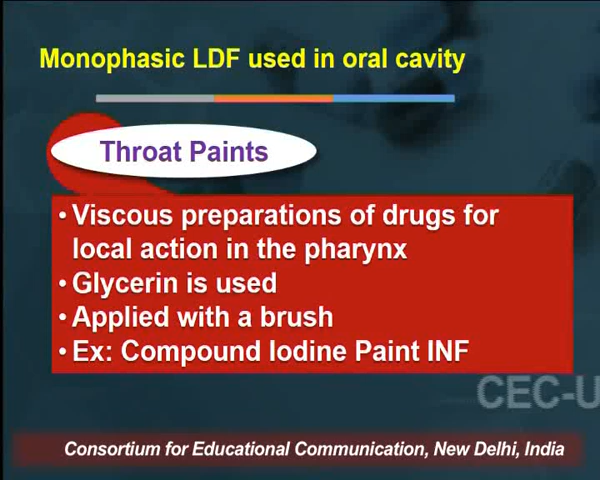 Monophasic LDF used in oral cavity
Throat Paints
• Viscous preparations of drugs for
local action in the pharynx
• Glycerin is used
• Applied with a brush
• Ex: Compound Iodine Paint INF
CEC-U
Consortium for Educational Communication, New Delhi, India